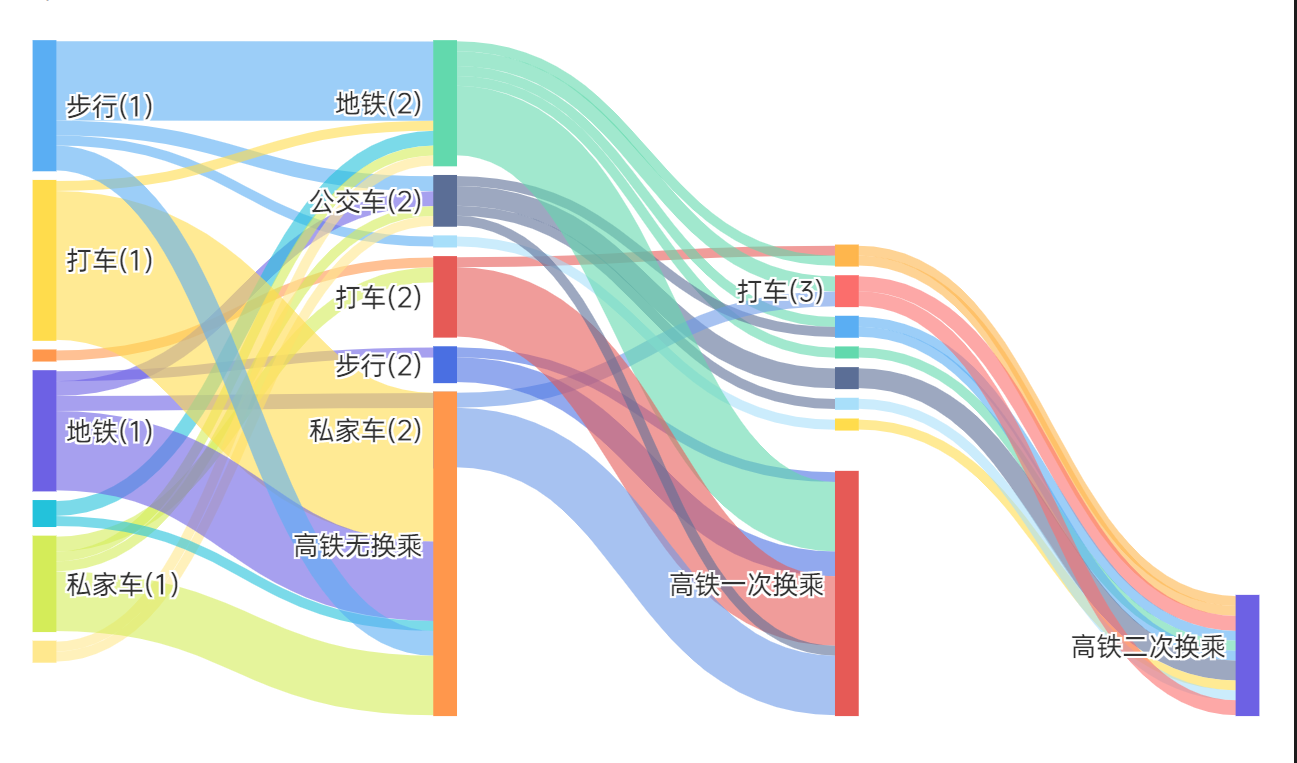 步行(1)
打车(1)
地铁(1)
私家车(1)
地铁(2)
公交车(2)
打车(2)
步行(2)
私家车(2)
高铁无换乘
打车(3)
高铁一次换乘
高铁二次换乘